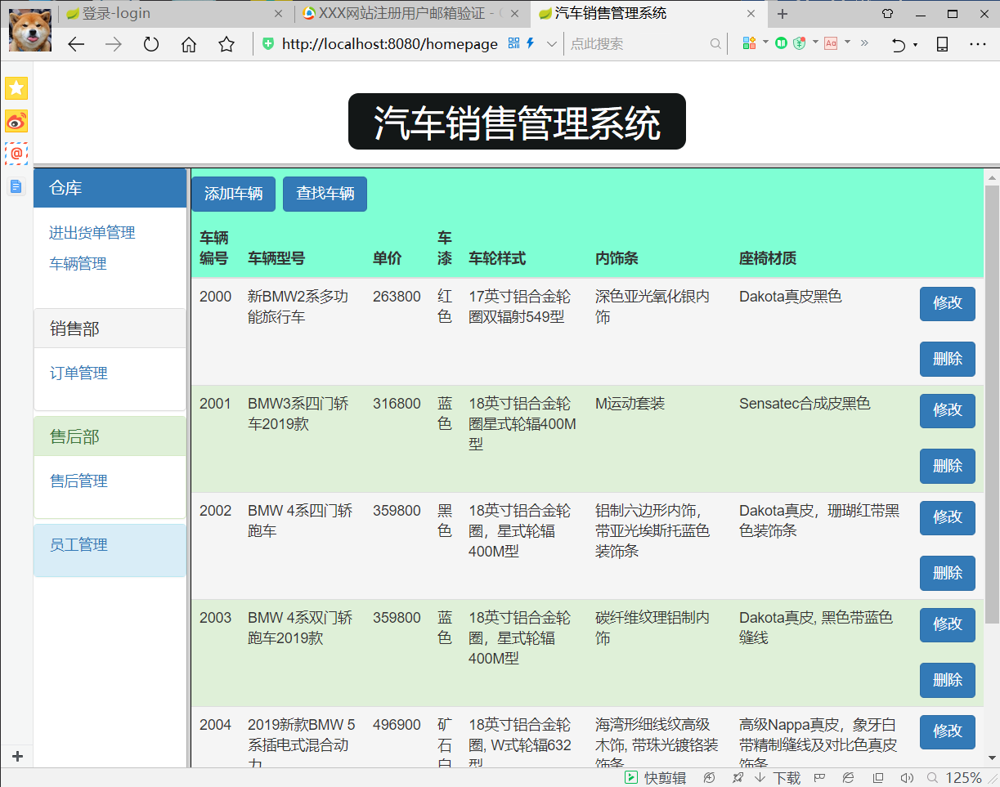 登录-login
XXX网站注册用户邮箱验证 - (
汽车销售管理系统
http://localhost:8080/homepage
点此搜索
Aa
汽车销售管理系统
仓库
进出货单管理
车辆管理
销售部
订单管理
售后部
售后管理
员工管理
添加车辆 查找车辆
车辆编号 车辆型号 单价 车漆 车轮样式 内饰条 座椅材质
2000 新BMW2系多功能旅行车 263800 红色 17英寸铝合金轮圈双辐射549型 深色亚光氧化银内饰 Dakota真皮黑色 修改
删除
2001 BMW3系四门轿车2019款 316800 蓝色 18英寸铝合金轮圈星式轮辐400M型 M运动套装 Sensatec合成皮黑色 修改
删除
2002 BMW 4系四门轿跑车 359800 黑色 18英寸铝合金轮圈，星式轮辐400M型 铝制六边形内饰，带亚光埃斯托蓝色装饰条 Dakota真皮，珊瑚红带黑色装饰条 修改
删除
2003 BMW 4系双门轿跑车2019款 359800 蓝色 18英寸铝合金轮圈，星式轮辐400M型 碳纤维纹理铝制内饰 Dakota真皮, 黑色带蓝色缝线 修改
删除
2004 2019新款BMW 5系插电式混合动力 496900 矿石白 18英寸铝合金轮圈, W式轮辐632型 海湾形细线纹高级木饰, 带珠光镀铬装饰条 高级Nappa真皮，象牙白带精制缝线及对比色真皮饰条 修改
快剪辑 下载 125%